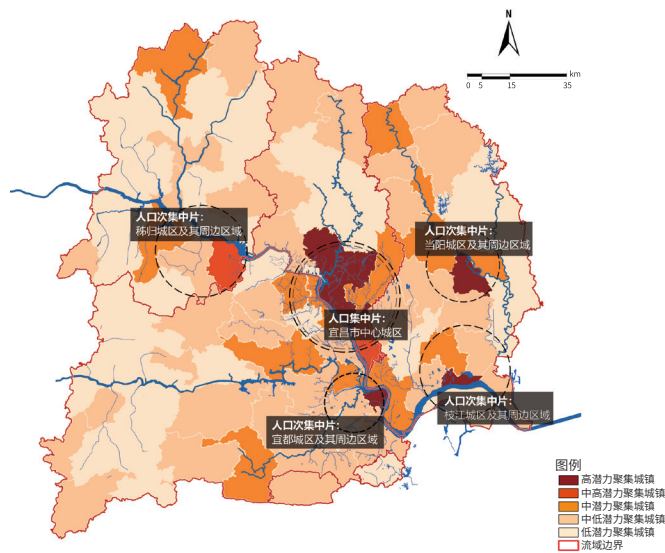 N
km
0 5 15 35
人口次集中片：
秭归城区及其周边区域
人口次集中片：
当阳城区及其周边区域
人口集中片：
宜昌市中心城区
人口次集中片：
枝江城区及其周边区域
人口次集中片：
宜都城区及其周边区域
图例
高潜力聚集城镇
中高潜力聚集城镇
中潜力聚集城镇
中低潜力聚集城镇
低潜力聚集城镇
流域边界